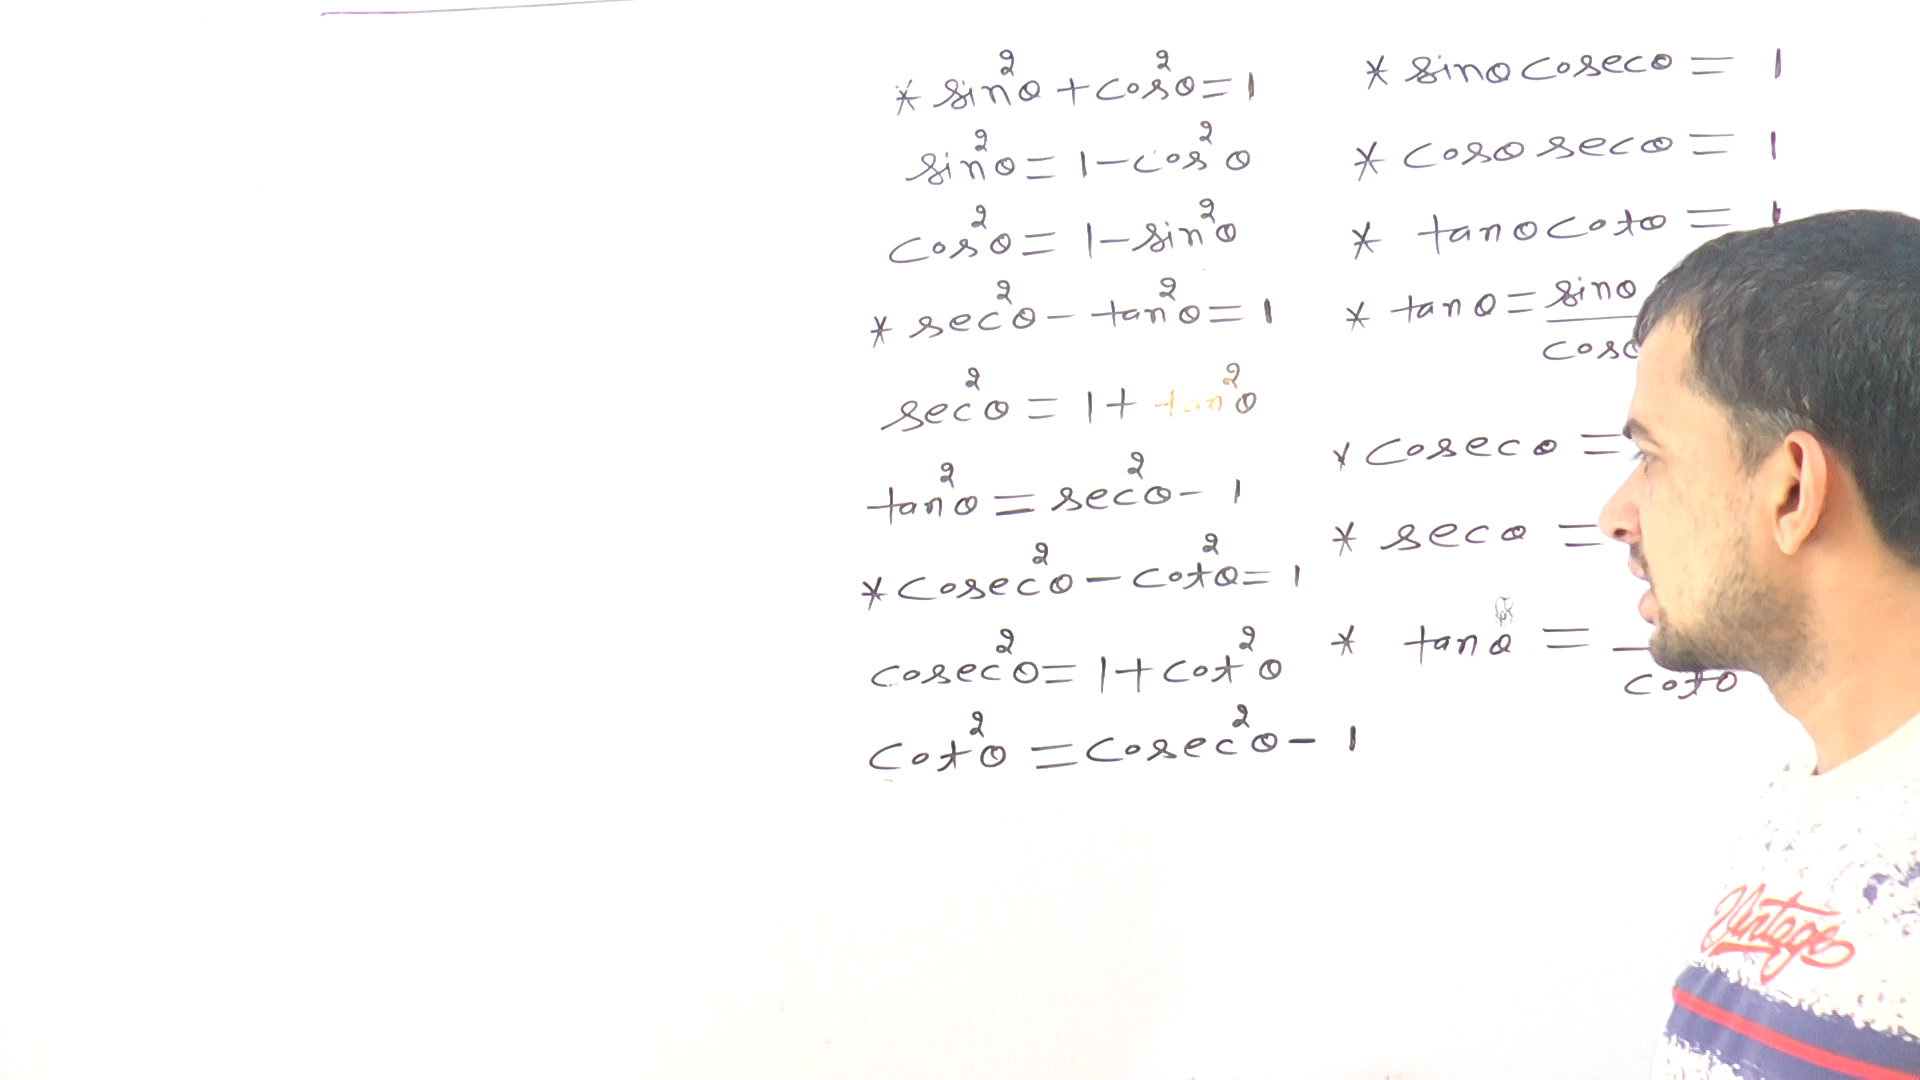 * sin²θ + cos²θ = 1
sin²θ = 1 - cos²θ
cos²θ = 1 - sin²θ
* sec²θ - tan²θ = 1
sec²θ = 1 + tan²θ
tan²θ = sec²θ - 1
* cosec²θ - cot²θ = 1
cosec²θ = 1 + cot²θ
cot²θ = cosec²θ - 1
* sinθ cosecθ = 1
* cosθ secθ = 1
* tanθ cotθ = 1
* tanθ = sinθ
cos
* cosecθ =
* secθ =
* tanθ =
cotθ
Vintage